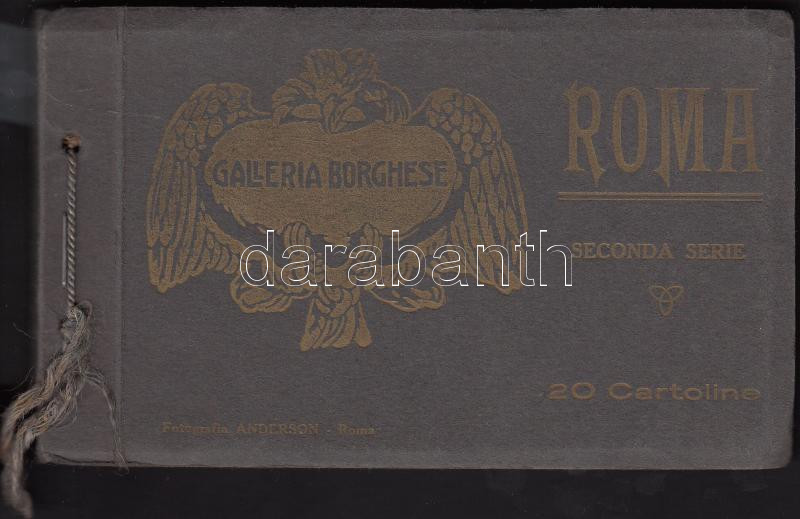 GALLERIA BORGHESE
ROMA
SECONDA SERIE
20 Cartoline
Fotografia ANDERSON - Roma
darabanth